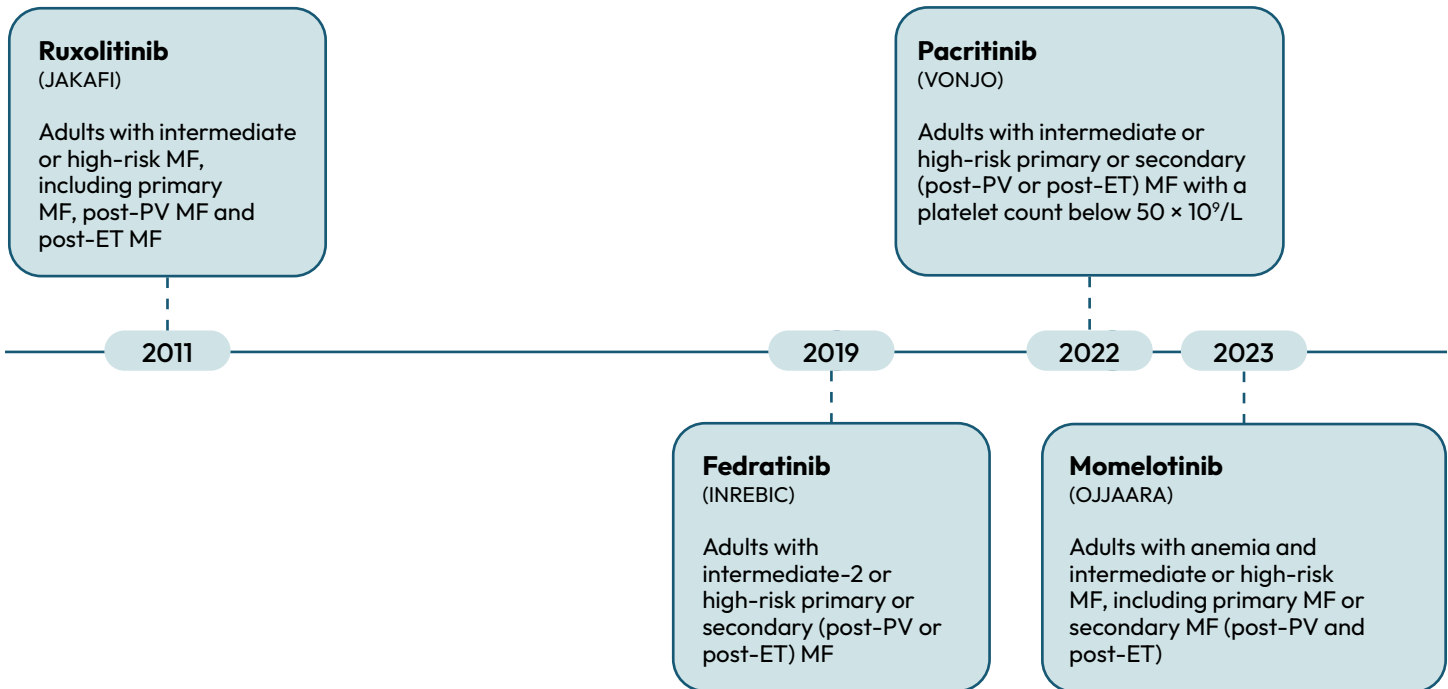 Ruxolitinib
(JAKAFI)
Adults with intermediate
or high-risk MF,
including primary
MF, post-PV MF and
post-ET MF
Pacritinib
(VONJO)
Adults with intermediate or
high-risk primary or secondary
(post-PV or post-ET) MF with a
platelet count below 50 × 10⁹/L
2011
2019
2022
2023
Fedratinib
(INREBIC)
Adults with
intermediate-2 or
high-risk primary or
secondary (post-PV or
post-ET) MF
Momelotinib
(OJJAARA)
Adults with anemia and
intermediate or high-risk
MF, including primary MF or
secondary MF (post-PV and
post-ET)